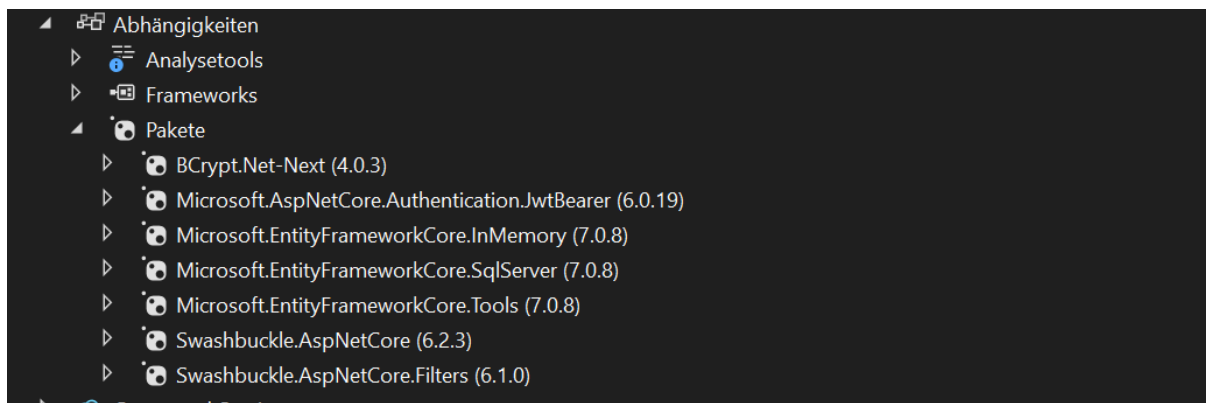 Abhängigkeiten
Analysetools
Frameworks
Pakete
BCrypt.Net-Next (4.0.3)
Microsoft.AspNetCore.Authentication.JwtBearer (6.0.19)
Microsoft.EntityFrameworkCore.InMemory (7.0.8)
Microsoft.EntityFrameworkCore.SqlServer (7.0.8)
Microsoft.EntityFrameworkCore.Tools (7.0.8)
Swashbuckle.AspNetCore (6.2.3)
Swashbuckle.AspNetCore.Filters (6.1.0)